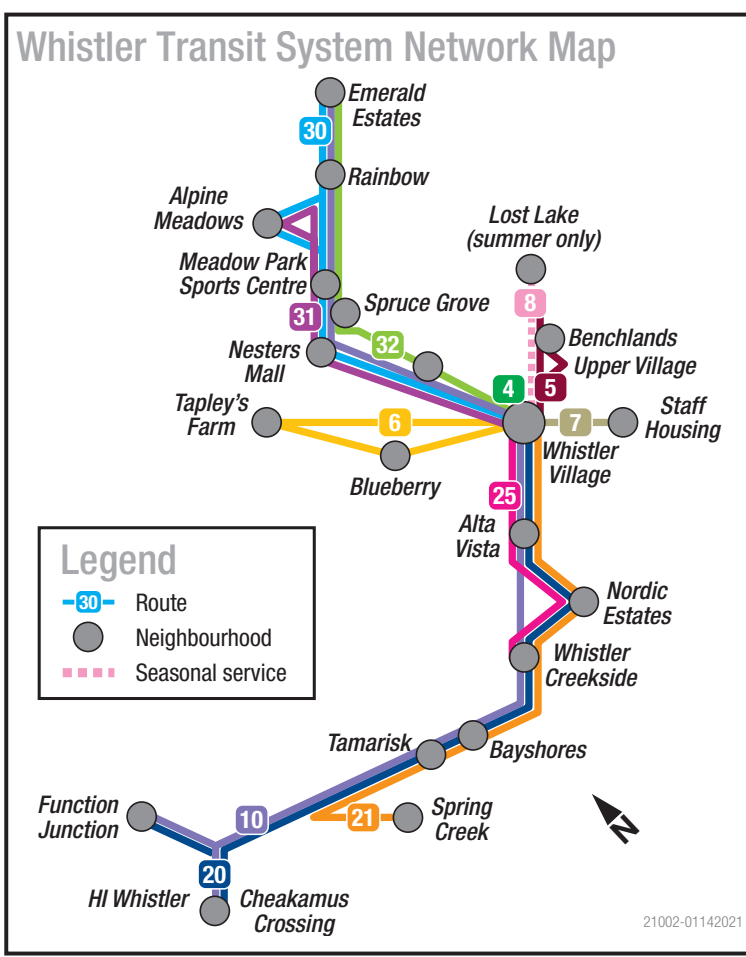 Whistler Transit System Network Map
Emerald
Estates
30
Rainbow
Alpine
Meadows
Lost Lake
(summer only)
Meadow Park
Sports Centre
8
31
Spruce Grove
32
Benchlands
Nesters
Mall
Upper Village
4
5
Tapley's
Farm
6
7
Staff
Housing
Whistler
Village
Blueberry
25
Alta
Vista
Legend
30
Route
Neighbourhood
Seasonal service
Nordic
Estates
Whistler
Creekside
Tamarisk
Bayshores
Function
Junction
10
21
Spring
Creek
N
20
HI Whistler
Cheakamus
Crossing
21002-01142021